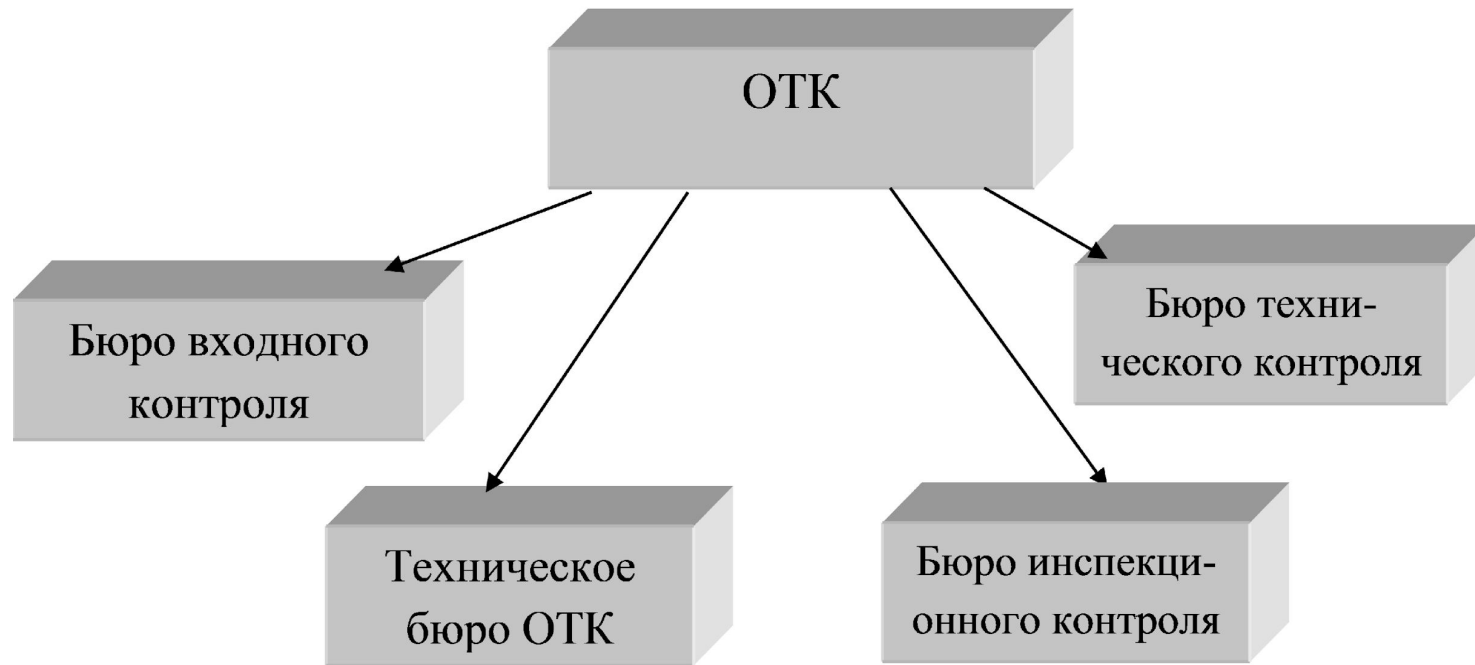 ОТК
Бюро входного
контроля
Бюро техни-
ческого контроля
Техническое
бюро ОТК
Бюро инспекци-
онного контроля